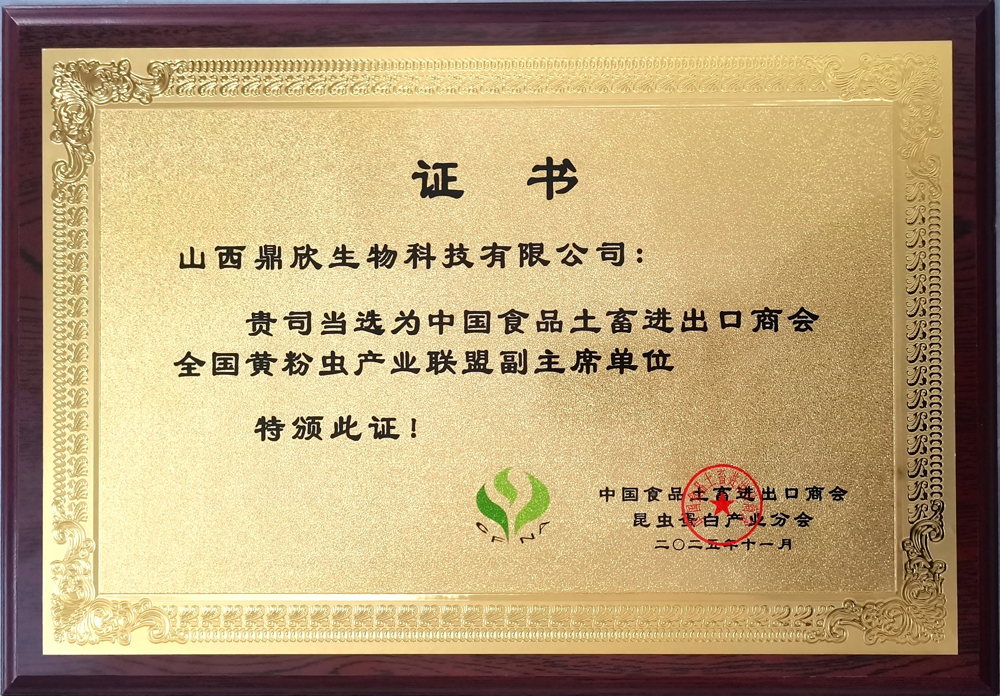 证 书
山西鼎欣生物科技有限公司：
贵司当选为中国食品土畜进出口商会
全国黄粉虫产业联盟副主席单位
特颁此证！
中国食品土畜进出口商会
昆虫蛋白产业分会
二〇二五年十一月